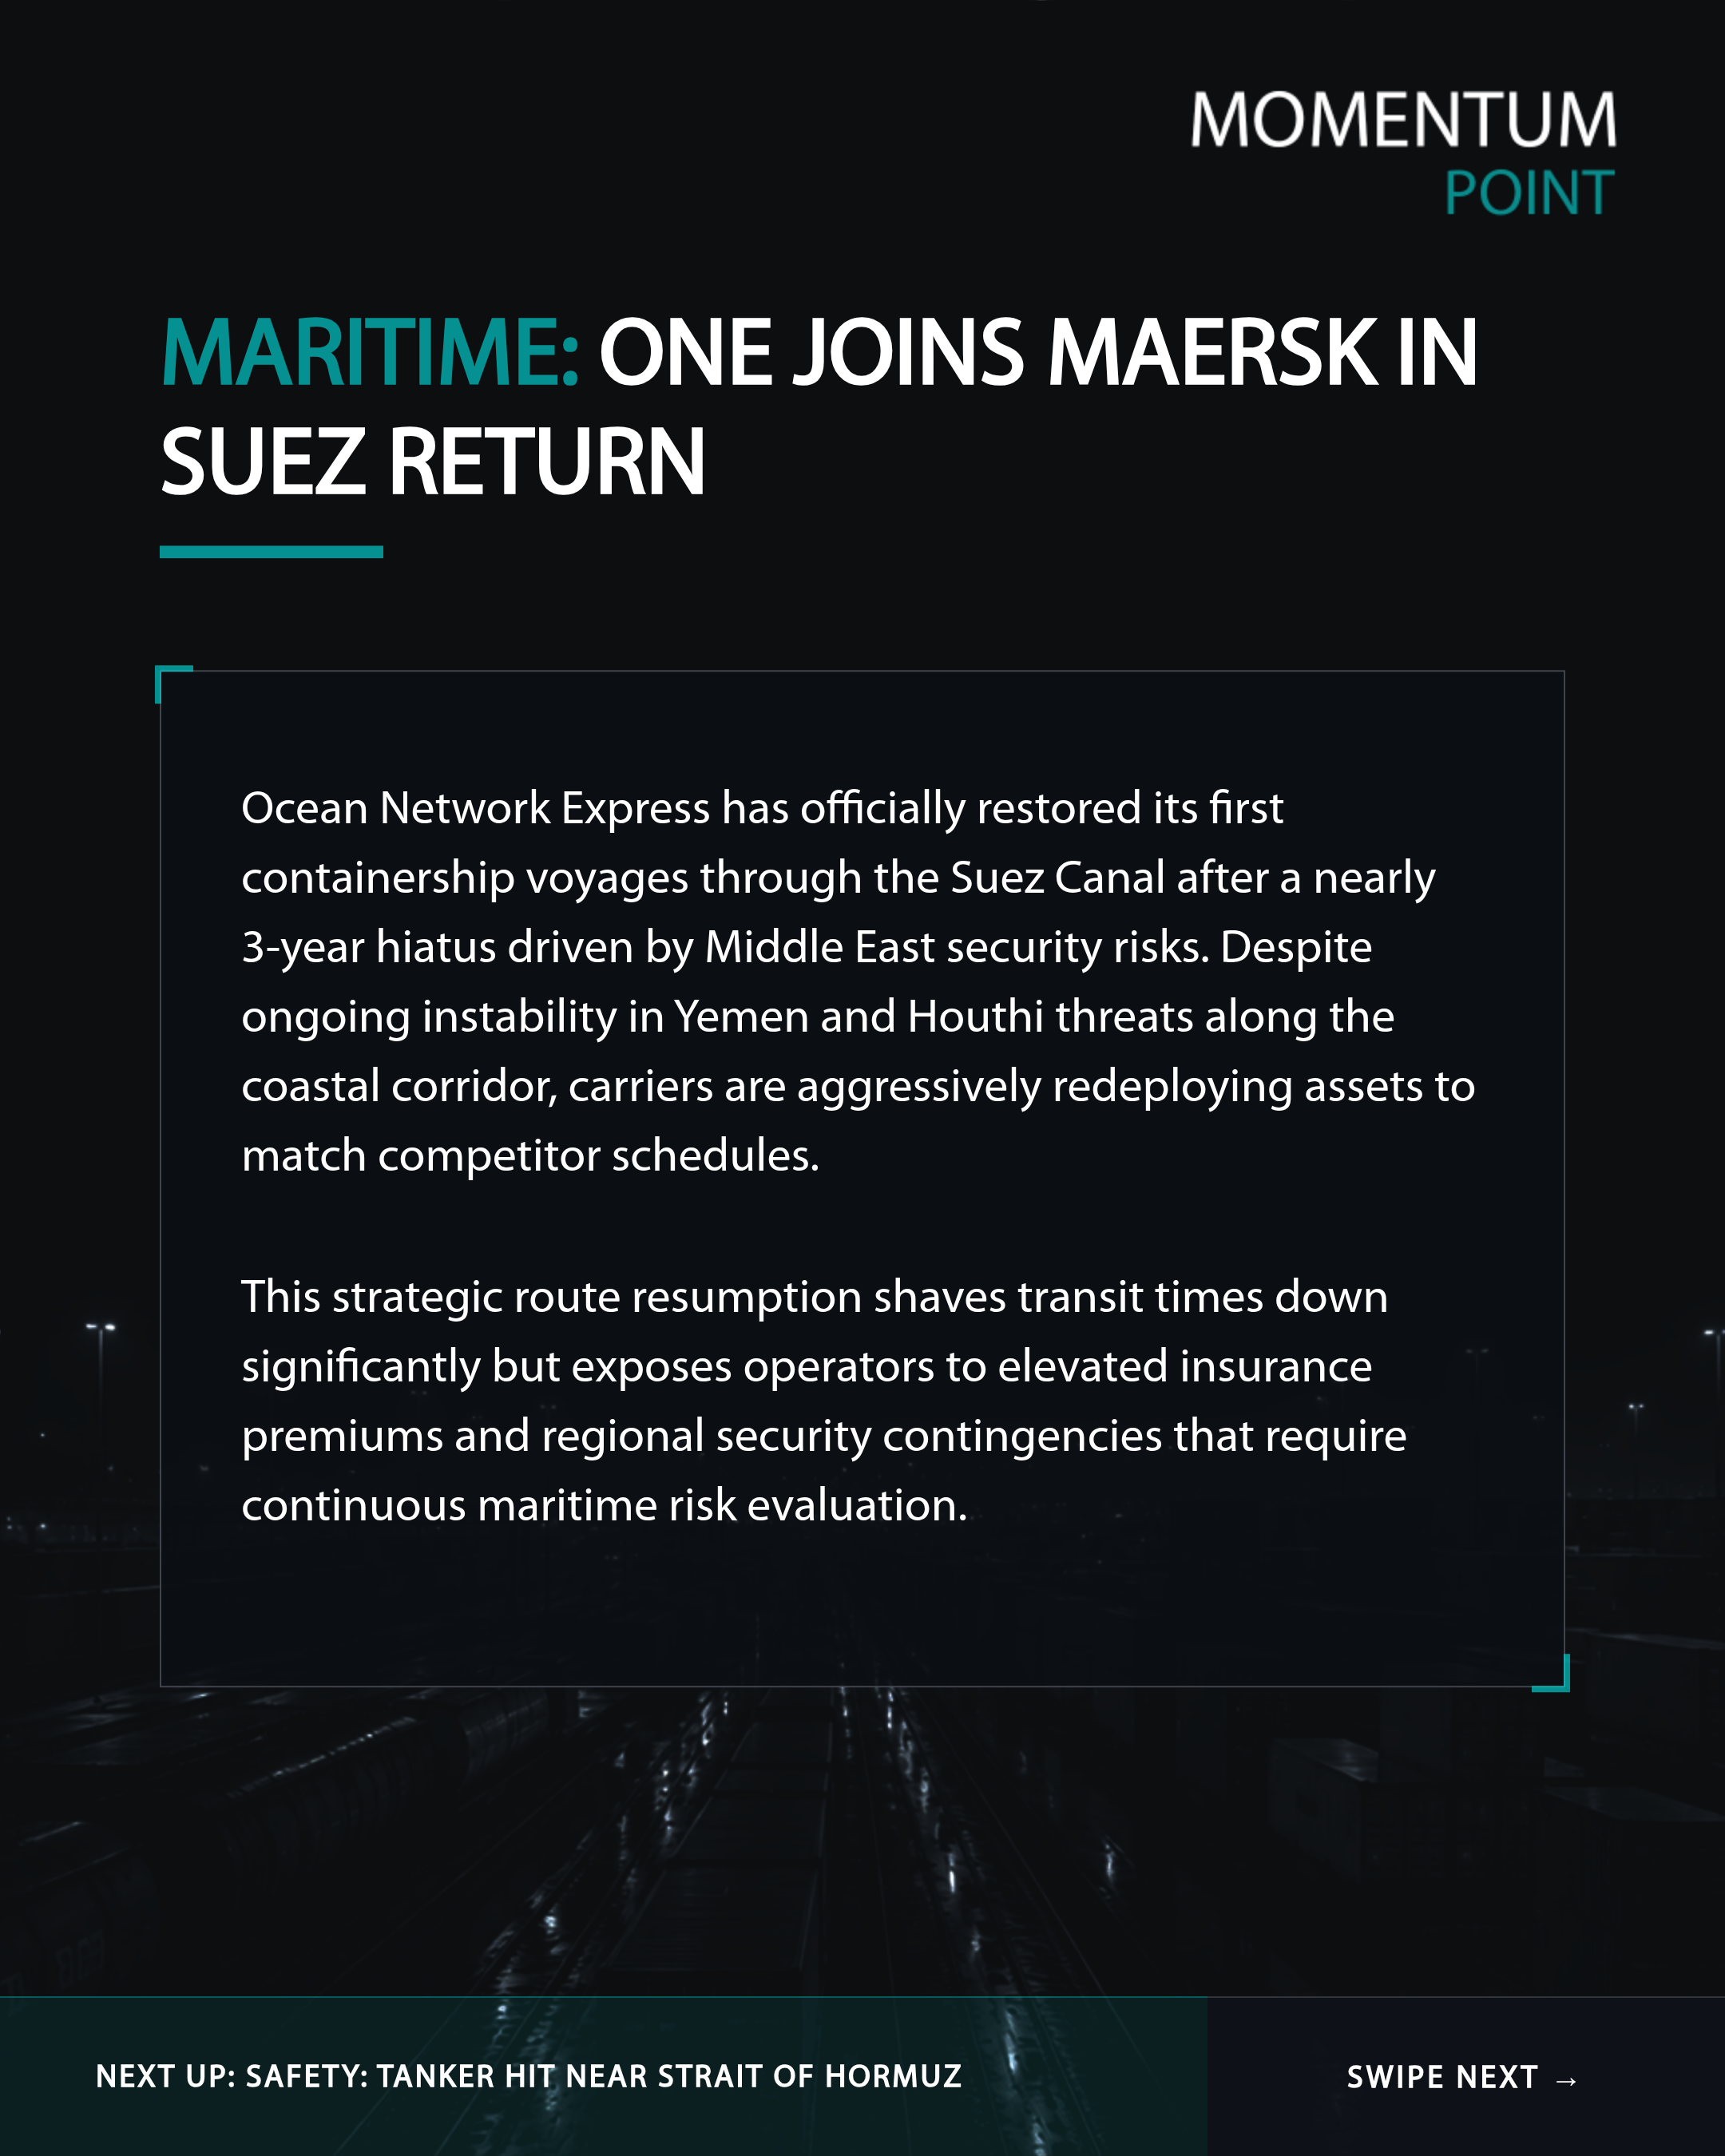 MOMENTUM
POINT
MARITIME: ONE JOINS MAERSK IN
SUEZ RETURN
Ocean Network Express has officially restored its first
containership voyages through the Suez Canal after a nearly
3-year hiatus driven by Middle East security risks. Despite
ongoing instability in Yemen and Houthi threats along the
coastal corridor, carriers are aggressively redeploying assets to
match competitor schedules.
This strategic route resumption shaves transit times down
significantly but exposes operators to elevated insurance
premiums and regional security contingencies that require
continuous maritime risk evaluation.
NEXT UP: SAFETY: TANKER HIT NEAR STRAIT OF HORMUZ
SWIPE NEXT →